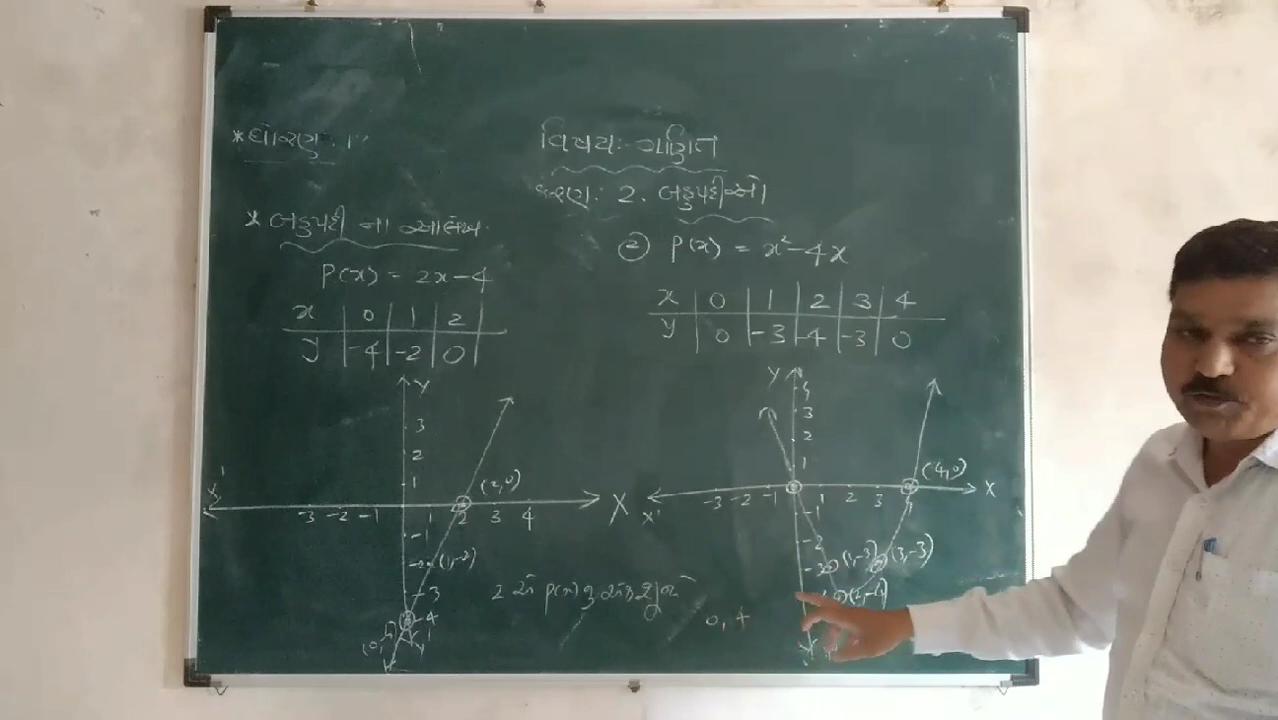 * ધોરણ :
વિષય:- ગણિત
પ્રકરણ: 2. બહુપદીઓ
* બહુપદી ના આલેખ
P(x) = 2x-4
x 0 1 2
y -4 -2 0
② P(x) = x²-4x
x 0 1 2 3 4
y 0 -3 -4 -3 0
Y
3
2
1
X' -3 -2 -1 1 2 3 4 X
(2,0)
-1
-2 (1,-2)
-3
-4
(0,-4)
Y'
2 એ P(x) નું
Y
4
3
2
1
X' -3 -2 -1 1 2 3 4 X
(4,0)
-1
-2
-3 (1,-3) (3,-3)
(2,-4)
0, 4